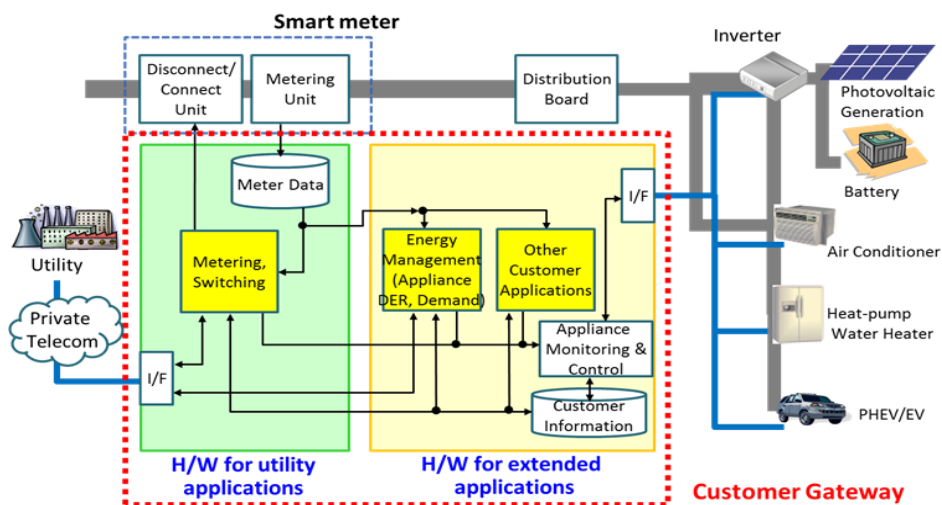 Smart meter
Disconnect/
Connect Unit
Metering
Unit
Distribution
Board
Inverter
Photovoltaic
Generation
Battery
Meter Data
I/F
Utility
Metering,
Switching
Energy
Management
(Appliance
DER, Demand)
Other
Customer
Applications
Air Conditioner
Private
Telecom
I/F
Appliance
Monitoring &
Control
Heat-pump
Water Heater
Customer
Information
PHEV/EV
H/W for utility
applications
H/W for extended
applications
Customer Gateway